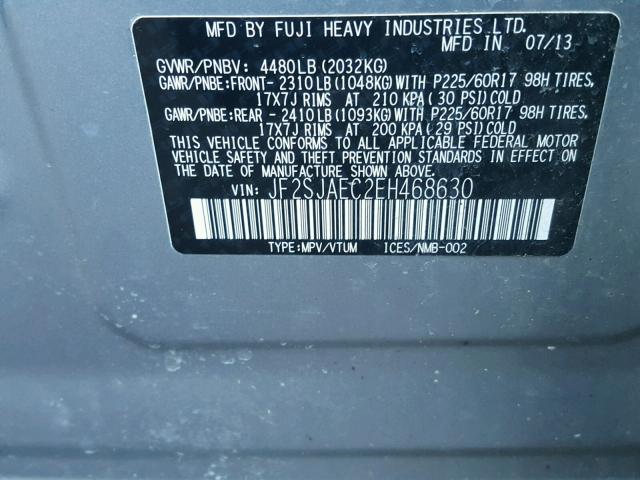 MFD BY FUJI HEAVY INDUSTRIES LTD.
MFD IN 07/13
GVWR/PNBV: 4480LB(2032KG)
GAWR/PNBE:FRONT- 2310LB(1048KG)WITH P225/60R17 98H TIRES,
17X7J RIMS AT 210 KPA(30 PSI)COLD
GAWR/PNBE:REAR - 2410LB(1093KG)WITH P225/60R17 98H TIRES,
17X7J RIMS AT 200 KPA(29 PSI)COLD
THIS VEHICLE CONFORMS TO ALL APPLICABLE FEDERAL MOTOR
VEHICLE SAFETY AND THEFT PREVENTION STANDARDS IN EFFECT ON
THE DATE OF MANUFACTURE SHOWN ABOVE.
VIN: JF2SJAEC2EH468630
TYPE:MPV/VTUM ICES/NMB-002